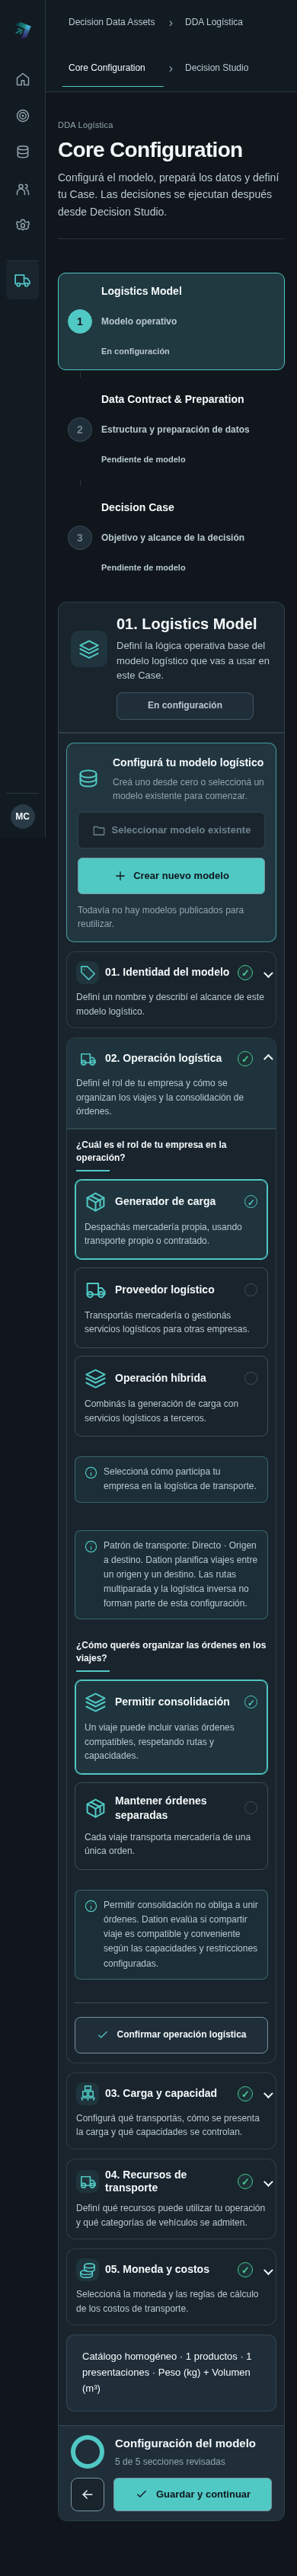 Decision Data Assets › DDA Logística
Core Configuration › Decision Studio
DDA Logística
Core Configuration
Configurá el modelo, prepará los datos y definí
tu Case. Las decisiones se ejecutan después
desde Decision Studio.
Logistics Model
1 Modelo operativo
En configuración
Data Contract & Preparation
2 Estructura y preparación de datos
Pendiente de modelo
Decision Case
3 Objetivo y alcance de la decisión
Pendiente de modelo
01. Logistics Model
Definí la lógica operativa base del
modelo logístico que vas a usar en
este Case.
En configuración
Configurá tu modelo logístico
Creá uno desde cero o seleccioná un
modelo existente para comenzar.
Seleccionar modelo existente
Crear nuevo modelo
MC
Todavía no hay modelos publicados para
reutilizar.
01. Identidad del modelo
Definí un nombre y describí el alcance de este
modelo logístico.
02. Operación logística
Definí el rol de tu empresa y cómo se
organizan los viajes y la consolidación de
órdenes.
¿Cuál es el rol de tu empresa en la
operación?
Generador de carga
Despachás mercadería propia, usando
transporte propio o contratado.
Proveedor logístico
Transportás mercadería o gestionás
servicios logísticos para otras empresas.
Operación híbrida
Combinás la generación de carga con
servicios logísticos a terceros.
Seleccioná cómo participa tu
empresa en la logística de transporte.
Patrón de transporte: Directo · Origen
a destino. Dation planifica viajes entre
un origen y un destino. Las rutas
multiparada y la logística inversa no
forman parte de esta configuración.
¿Cómo querés organizar las órdenes en los
viajes?
Permitir consolidación
Un viaje puede incluir varias órdenes
compatibles, respetando rutas y
capacidades.
Mantener órdenes
separadas
Cada viaje transporta mercadería de una
única orden.
Permitir consolidación no obliga a unir
órdenes. Dation evalúa si compartir
viaje es compatible y conveniente
según las capacidades y restricciones
configuradas.
Confirmar operación logística
03. Carga y capacidad
Configurá qué transportás, cómo se presenta
la carga y qué capacidades se controlan.
04. Recursos de
transporte
Definí qué recursos puede utilizar tu operación
y qué categorías de vehículos se admiten.
05. Moneda y costos
Seleccioná la moneda y las reglas de cálculo
de los costos de transporte.
Catálogo homogéneo · 1 productos · 1
presentaciones · Peso (kg) + Volumen
(m³)
Configuración del modelo
5 de 5 secciones revisadas
Guardar y continuar